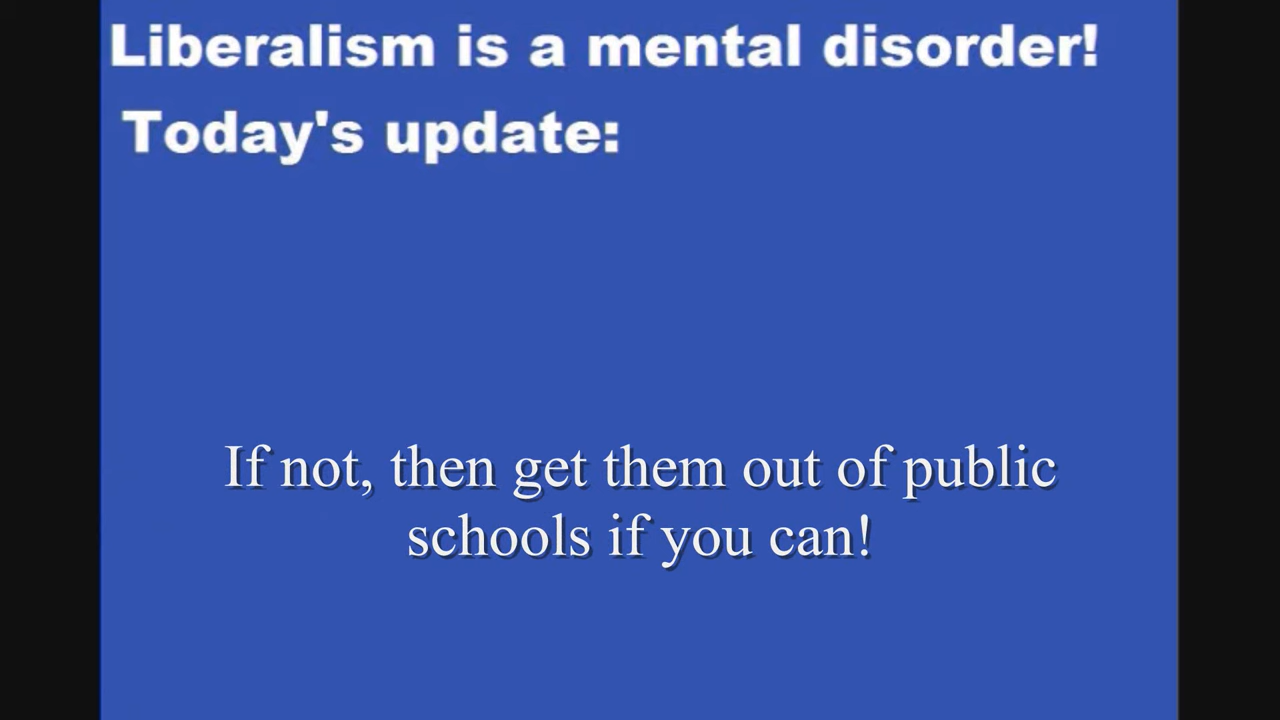 Liberalism is a mental disorder!
Today's update:
If not, then get them out of public
schools if you can!